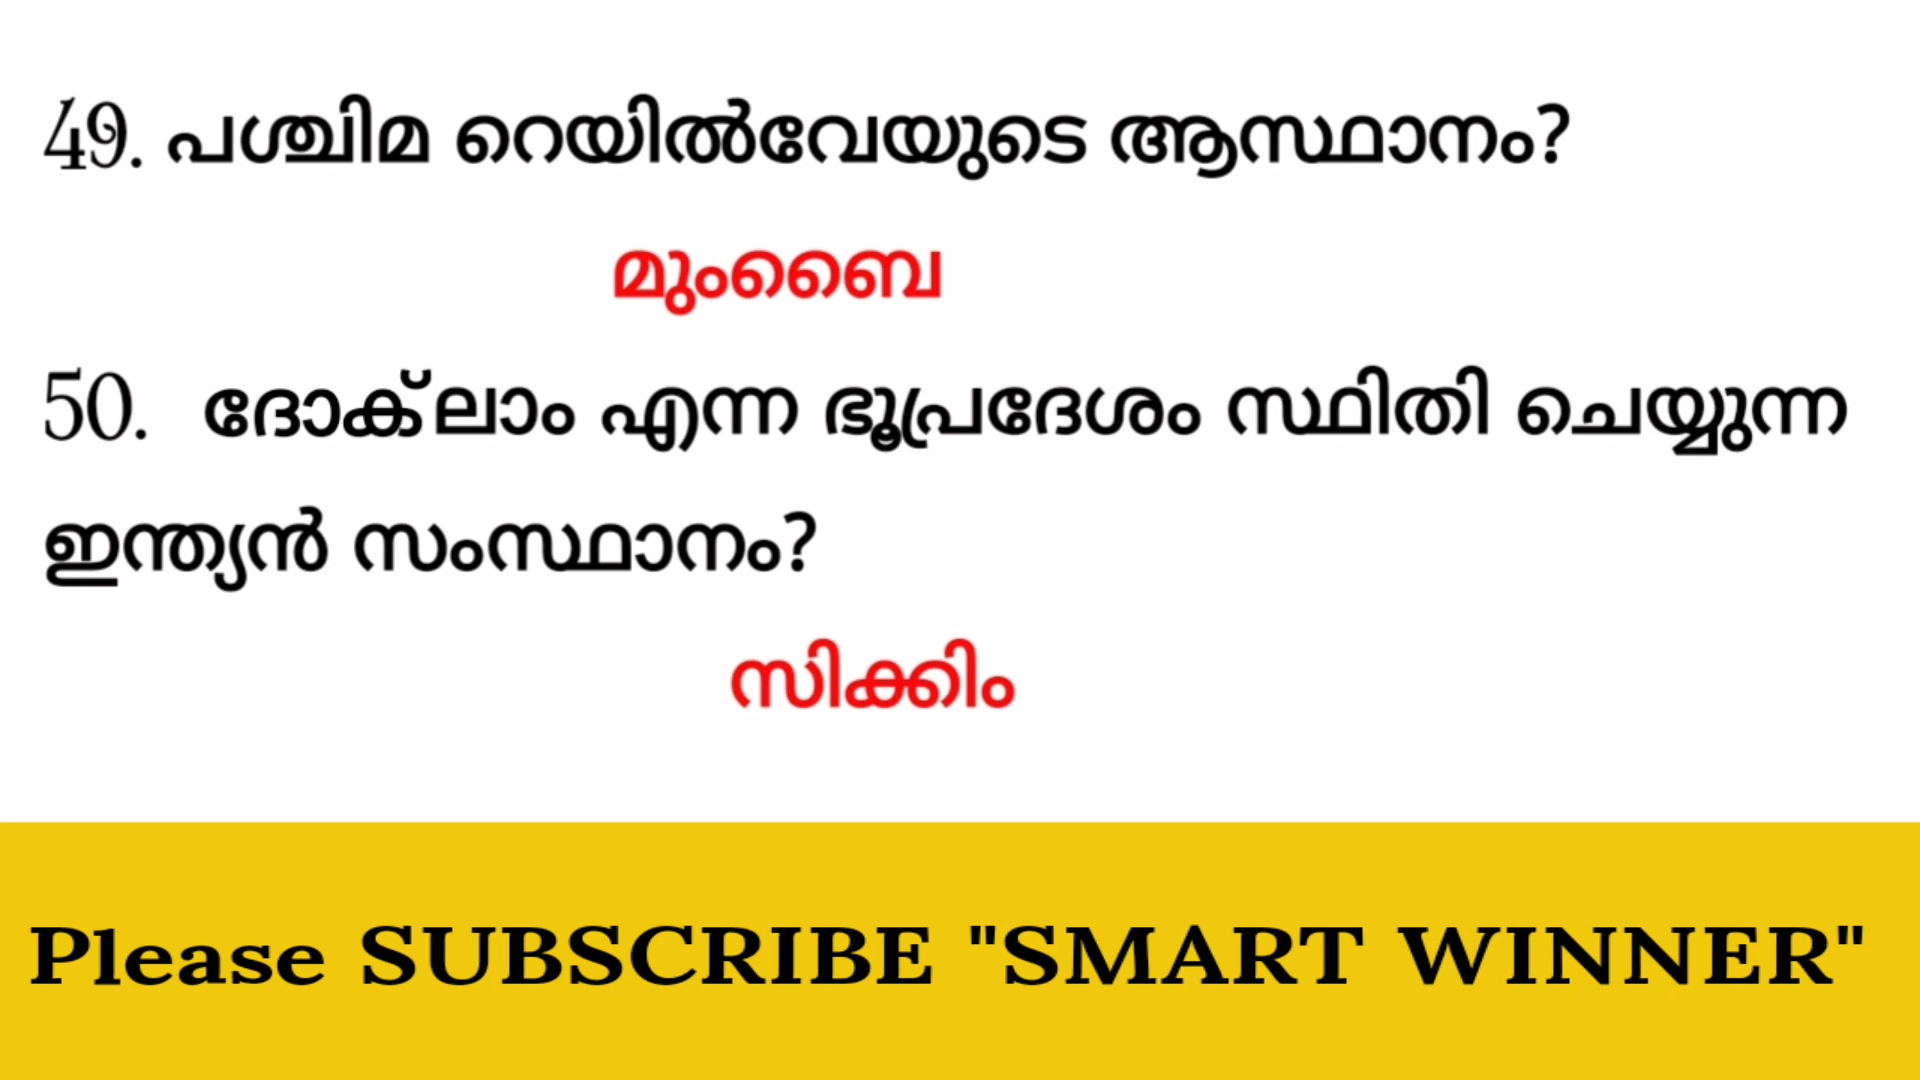 49. പശ്ചിമ റെയിൽവേയുടെ ആസ്ഥാനം?
മുംബൈ
50. ദോക്‌ലാം എന്ന ഭൂപ്രദേശം സ്ഥിതി ചെയ്യുന്ന
ഇന്ത്യൻ സംസ്ഥാനം?
സിക്കിം
Please SUBSCRIBE "SMART WINNER"